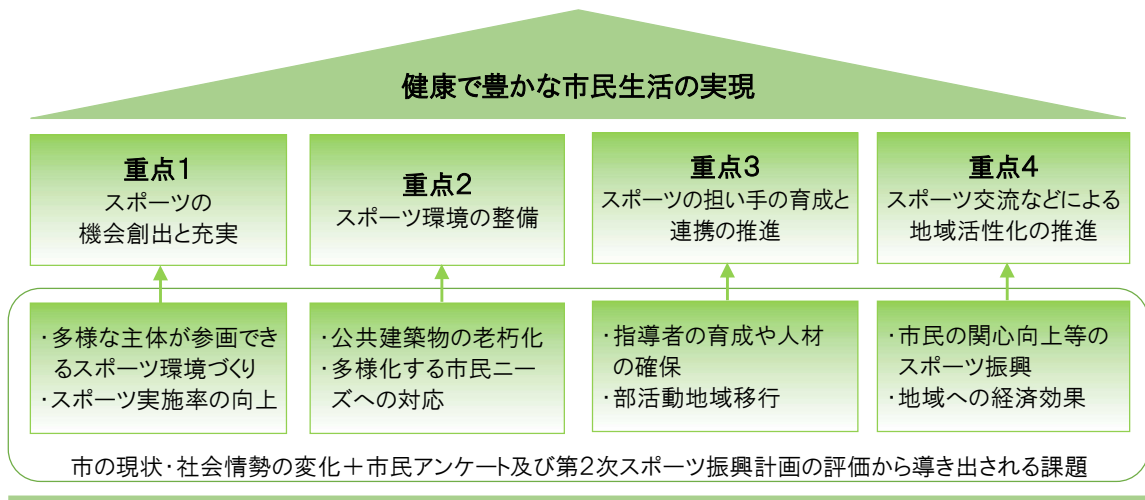 健康で豊かな市民生活の実現
重点1
スポーツの
機会創出と充実
重点2
スポーツ環境の整備
重点3
スポーツの担い手の育成と
連携の推進
重点4
スポーツ交流などによる
地域活性化の推進
・多様な主体が参画でき
るスポーツ環境づくり
・スポーツ実施率の向上
・公共建築物の老朽化
・多様化する市民ニー
ズへの対応
・指導者の育成や人材
の確保
・部活動地域移行
・市民の関心向上等の
スポーツ振興
・地域への経済効果
市の現状・社会情勢の変化＋市民アンケート及び第2次スポーツ振興計画の評価から導き出される課題